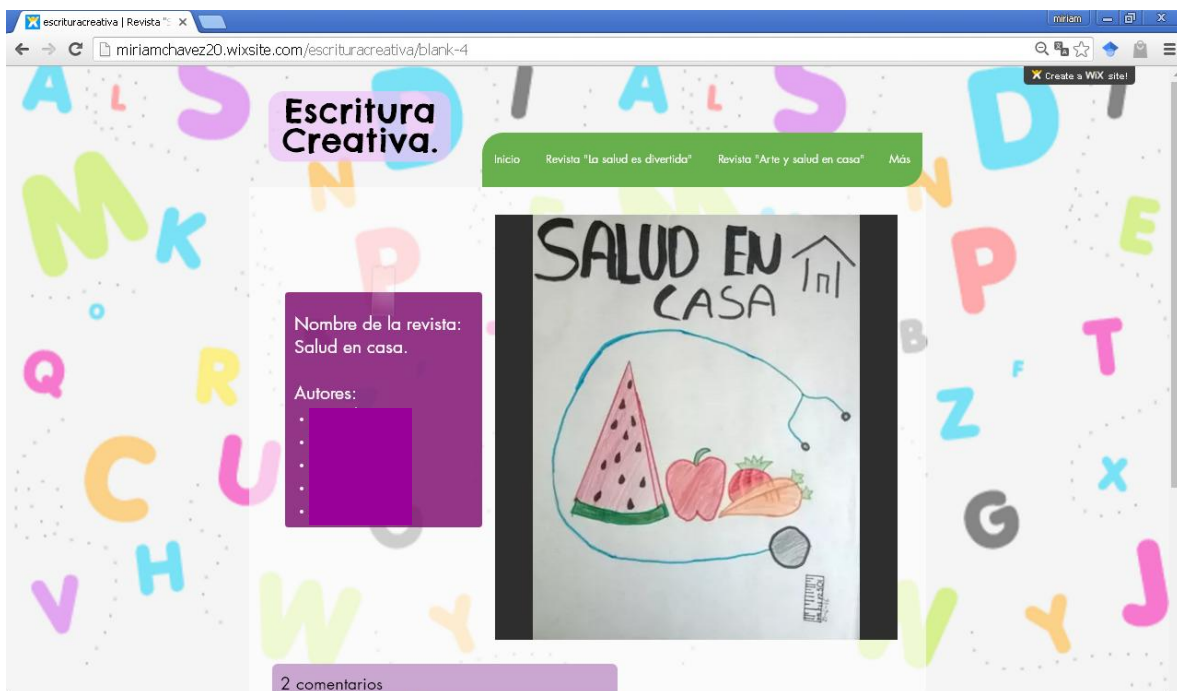 escrituracreativa | Revista "S
miriam
miriamchavez20.wixsite.com/escrituracreativa/blank-4
Create a WiX site!
Escritura
Creativa.
Inicio Revista "La salud es divertida" Revista "Arte y salud en casa" Más
SALUD EN
CASA
Nombre de la revista:
Salud en casa.
Autores:
2 comentarios